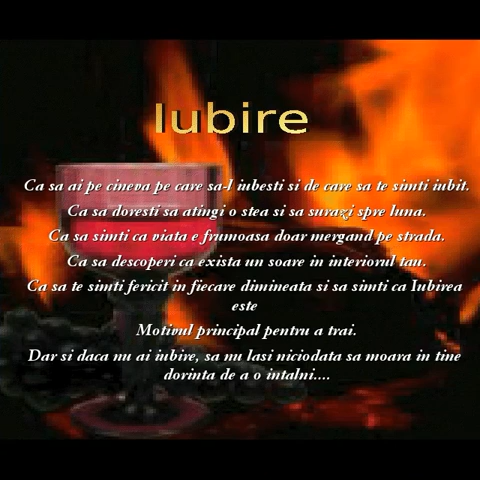 Iubire
Ca sa ai pe cineva pe care sa-l iubesti si de care sa te simti iubit.
Ca sa doresti sa atingi o stea si sa surazi spre luna.
Ca sa simti ca viata e frumoasa doar mergand pe strada.
Ca sa descoperi ca exista un soare in interiorul tau.
Ca sa te simti fericit in fiecare dimineata si sa simti ca Iubirea
este
Motivul principal pentru a trai.
Dar si daca nu ai iubire, sa nu lasi niciodata sa moara in tine
dorinta de a o intalni....